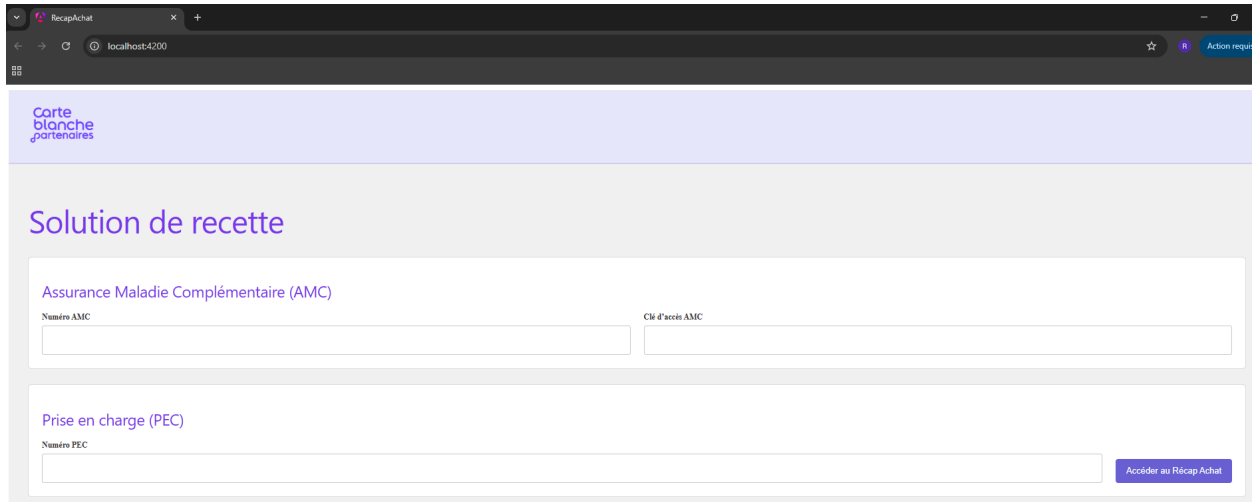 RecapAchat
localhost:4200
R
Action requis
Carte
blanche
partenaires
Solution de recette
Assurance Maladie Complémentaire (AMC)
Numéro AMC
Clé d'accès AMC
Prise en charge (PEC)
Numéro PEC
Accéder au Récap Achat